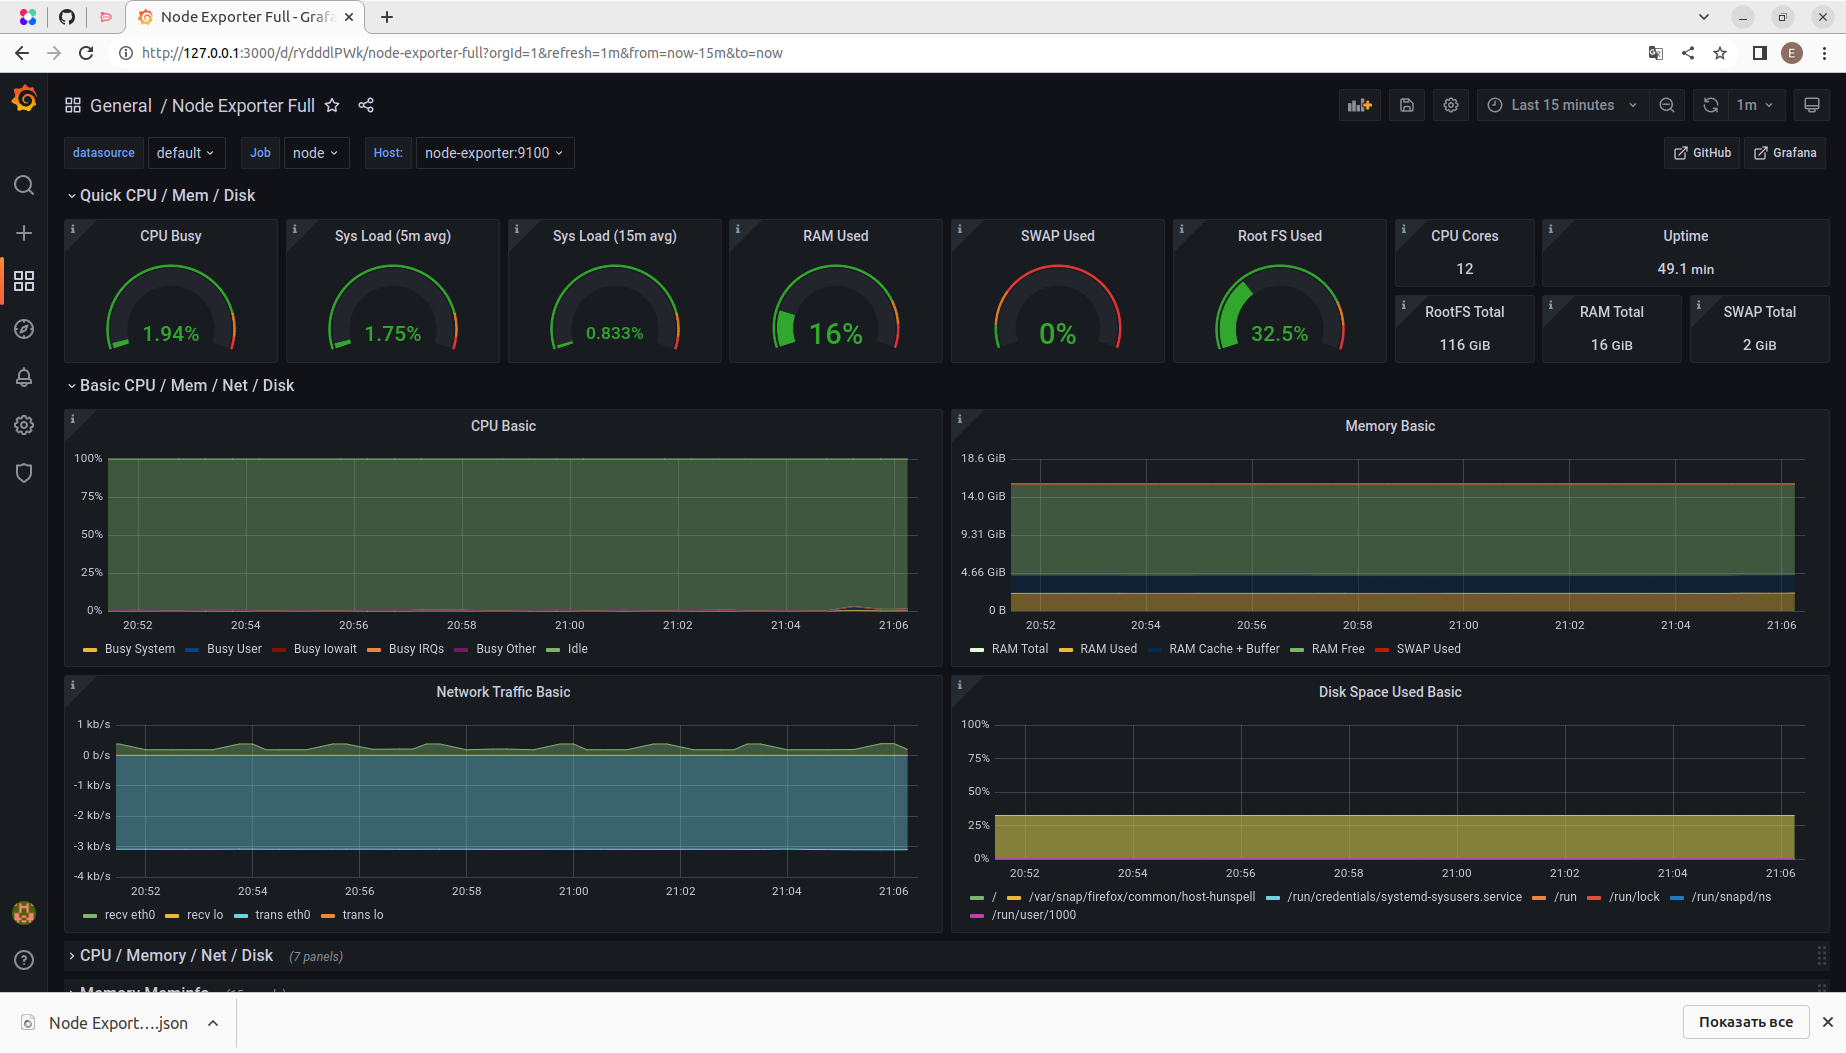 Node Exporter Full - Grafa
http://127.0.0.1:3000/d/rYdddlPWk/node-exporter-full?orgId=1&refresh=1m&from=now-15m&to=now
E
General / Node Exporter Full
Last 15 minutes
1m
datasource default Job node Host: node-exporter:9100
GitHub Grafana
Quick CPU / Mem / Disk
CPU Busy
1.94%
Sys Load (5m avg)
1.75%
Sys Load (15m avg)
0.833%
RAM Used
16%
SWAP Used
0%
Root FS Used
32.5%
CPU Cores
12
Uptime
49.1 min
RootFS Total
116 GiB
RAM Total
16 GiB
SWAP Total
2 GiB
Basic CPU / Mem / Net / Disk
CPU Basic
100%
75%
50%
25%
0%
20:52 20:54 20:56 20:58 21:00 21:02 21:04 21:06
Busy System Busy User Busy Iowait Busy IRQs Busy Other Idle
Memory Basic
18.6 GiB
14.0 GiB
9.31 GiB
4.66 GiB
0 B
20:52 20:54 20:56 20:58 21:00 21:02 21:04 21:06
RAM Total RAM Used RAM Cache + Buffer RAM Free SWAP Used
Network Traffic Basic
1 kb/s
0 b/s
-1 kb/s
-2 kb/s
-3 kb/s
-4 kb/s
20:52 20:54 20:56 20:58 21:00 21:02 21:04 21:06
recv eth0 recv lo trans eth0 trans lo
Disk Space Used Basic
100%
75%
50%
25%
0%
20:52 20:54 20:56 20:58 21:00 21:02 21:04 21:06
/ /var/snap/firefox/common/host-hunspell /run/credentials/systemd-sysusers.service /run /run/lock /run/snapd/ns
/run/user/1000
CPU / Memory / Net / Disk (7 panels)
Memory Meminfo
Node Export....json
Показать все